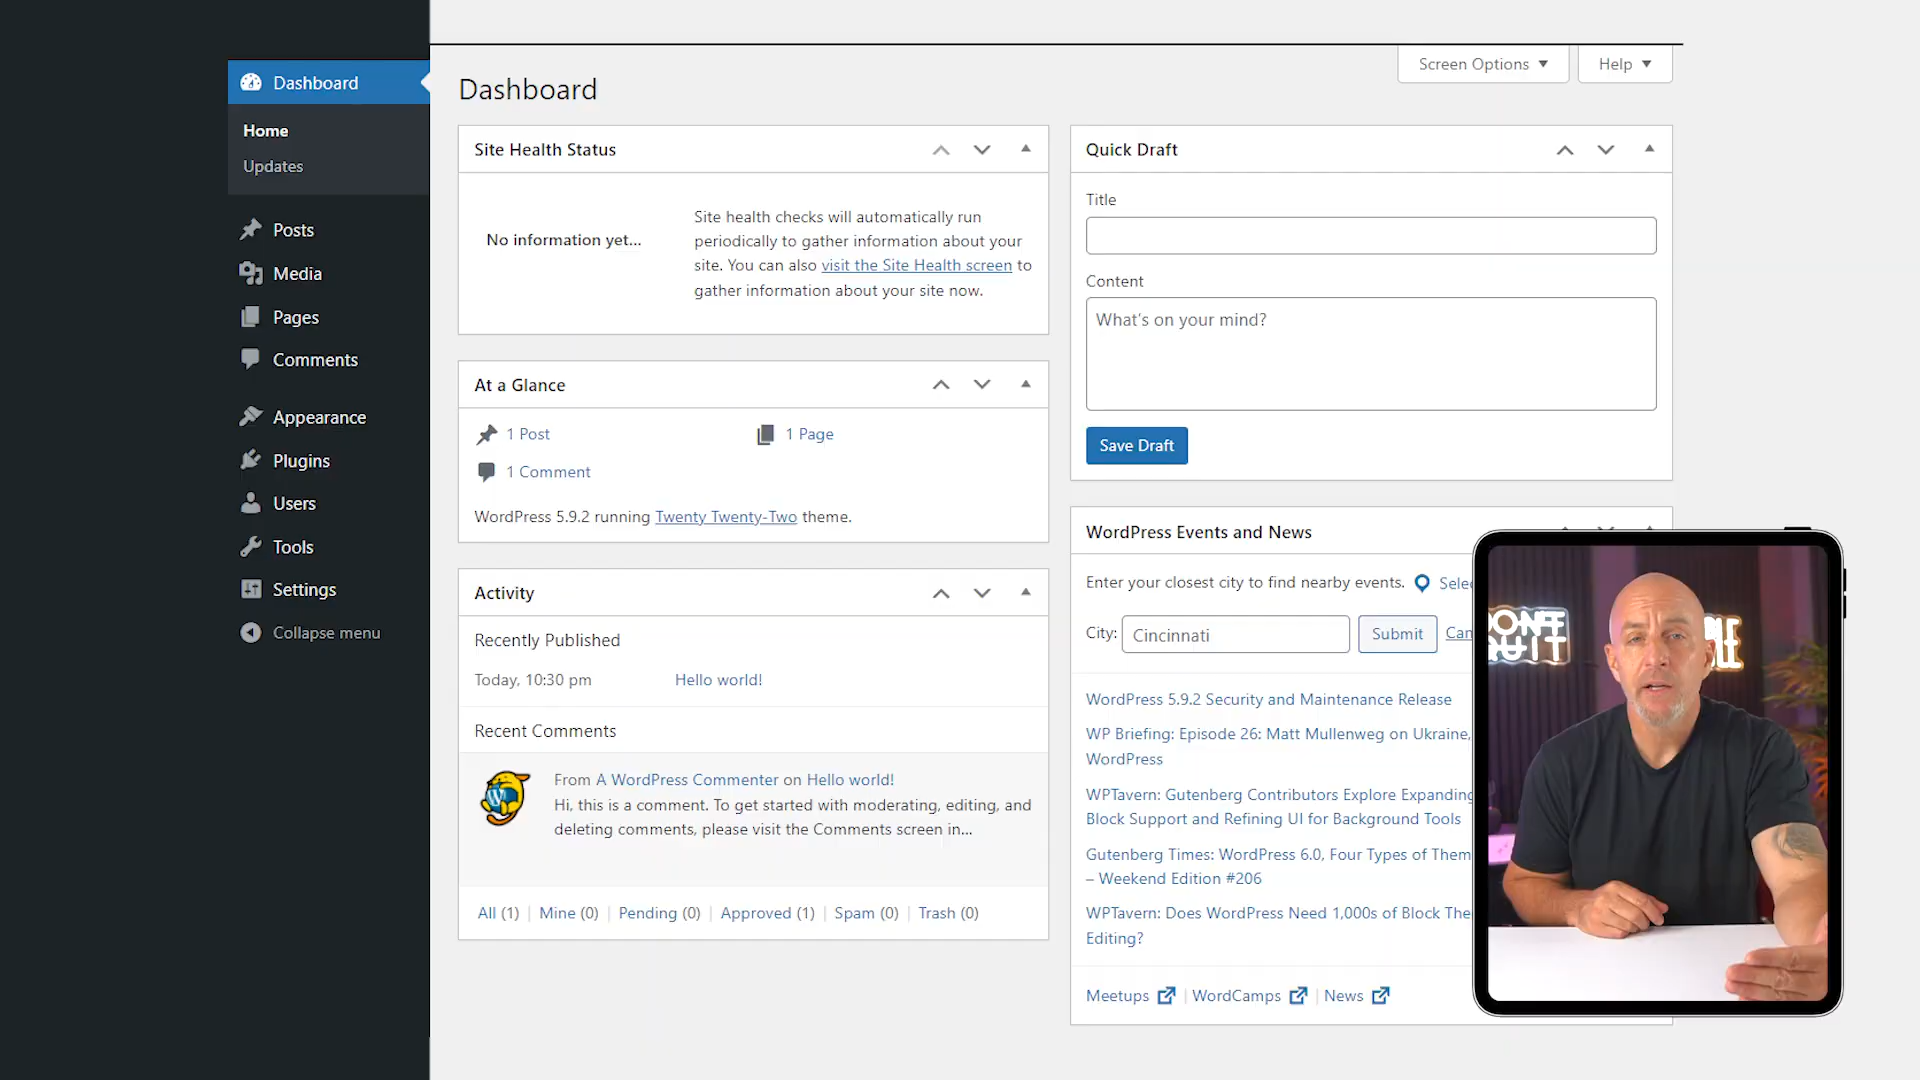 Dashboard
Home
Updates
Posts
Media
Pages
Comments
Appearance
Plugins
Users
Tools
Settings
Collapse menu
Screen Options
Help
Dashboard
Site Health Status
No information yet...
Site health checks will automatically run
periodically to gather information about your
site. You can also visit the Site Health screen to
gather information about your site now.
At a Glance
1 Post
1 Page
1 Comment
WordPress 5.9.2 running Twenty Twenty-Two theme.
Activity
Recently Published
Today, 10:30 pm Hello world!
Recent Comments
From A WordPress Commenter on Hello world!
Hi, this is a comment. To get started with moderating, editing, and
deleting comments, please visit the Comments screen in...
All (1) | Mine (0) | Pending (0) | Approved (1) | Spam (0) | Trash (0)
Quick Draft
Title
Content
What's on your mind?
Save Draft
WordPress Events and News
Enter your closest city to find nearby events.
City: Cincinnati Submit
WordPress 5.9.2 Security and Maintenance Release
WP Briefing: Episode 26: Matt Mullenweg on Ukraine,
WordPress
WPTavern: Gutenberg Contributors Explore Expanding
Block Support and Refining UI for Background Tools
Gutenberg Times: WordPress 6.0, Four Types of Them
– Weekend Edition #206
WPTavern: Does WordPress Need 1,000s of Block The
Editing?
Meetups | WordCamps | News
DON'T
QUIT